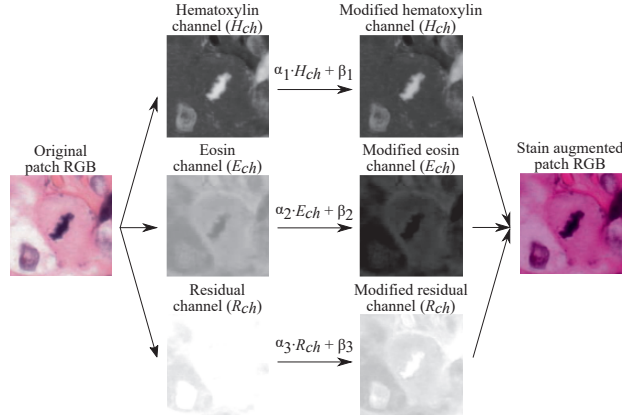 Hematoxylin
channel (Hch)
Modified hematoxylin
channel (Hch)
α1·Hch + β1
Original
patch RGB
Eosin
channel (Ech)
Modified eosin
channel (Ech)
α2·Ech + β2
Stain augmented
patch RGB
Residual
channel (Rch)
Modified residual
channel (Rch)
α3·Rch + β3